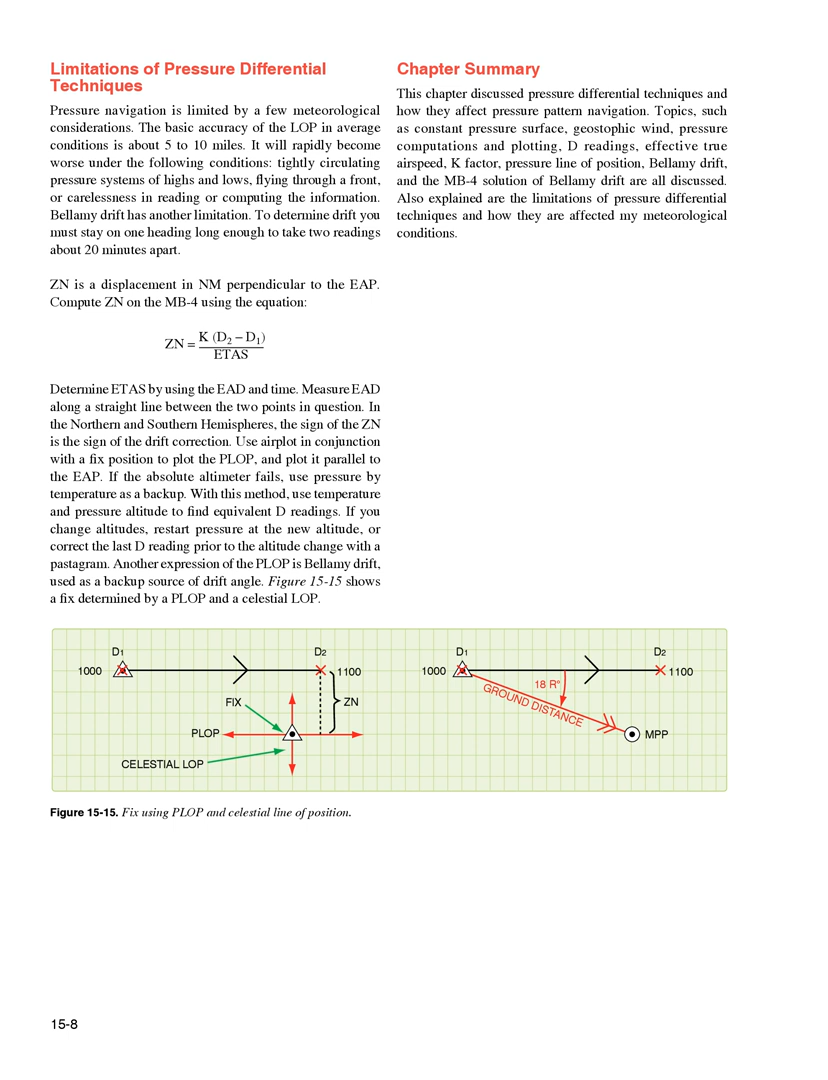 Limitations of Pressure Differential
Techniques
Pressure navigation is limited by a few meteorological
considerations. The basic accuracy of the LOP in average
conditions is about 5 to 10 miles. It will rapidly become
worse under the following conditions: tightly circulating
pressure systems of highs and lows, flying through a front,
or carelessness in reading or computing the information.
Bellamy drift has another limitation. To determine drift you
must stay on one heading long enough to take two readings
about 20 minutes apart.
ZN is a displacement in NM perpendicular to the EAP.
Compute ZN on the MB-4 using the equation:
ZN = K (D2 – D1)
ETAS
Determine ETAS by using the EAD and time. Measure EAD
along a straight line between the two points in question. In
the Northern and Southern Hemispheres, the sign of the ZN
is the sign of the drift correction. Use airplot in conjunction
with a fix position to plot the PLOP, and plot it parallel to
the EAP. If the absolute altimeter fails, use pressure by
temperature as a backup. With this method, use temperature
and pressure altitude to find equivalent D readings. If you
change altitudes, restart pressure at the new altitude, or
correct the last D reading prior to the altitude change with a
pastagram. Another expression of the PLOP is Bellamy drift,
used as a backup source of drift angle. Figure 15-15 shows
a fix determined by a PLOP and a celestial LOP.
Chapter Summary
This chapter discussed pressure differential techniques and
how they affect pressure pattern navigation. Topics, such
as constant pressure surface, geostophic wind, pressure
computations and plotting, D readings, effective true
airspeed, K factor, pressure line of position, Bellamy drift,
and the MB-4 solution of Bellamy drift are all discussed.
Also explained are the limitations of pressure differential
techniques and how they are affected my meteorological
conditions.
D1
D2
1000
1100
FIX
ZN
PLOP
CELESTIAL LOP
D1
D2
1000
1100
18 R°
GROUND DISTANCE
MPP
Figure 15-15. Fix using PLOP and celestial line of position.
15-8